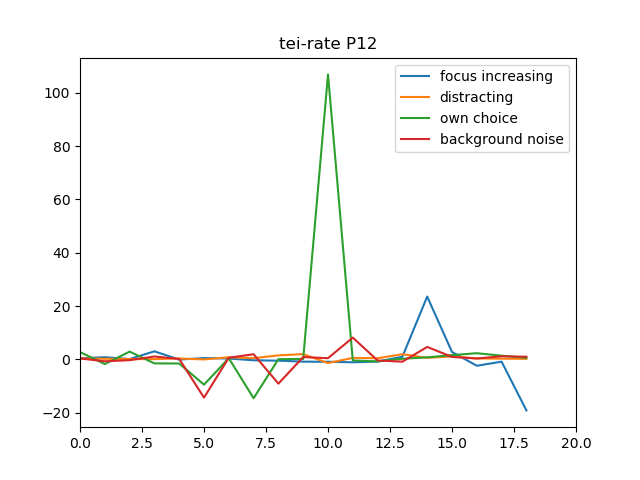 tei-rate P12
focus increasing
distracting
own choice
background noise
100
80
60
40
20
0
−20
0.0 2.5 5.0 7.5 10.0 12.5 15.0 17.5 20.0